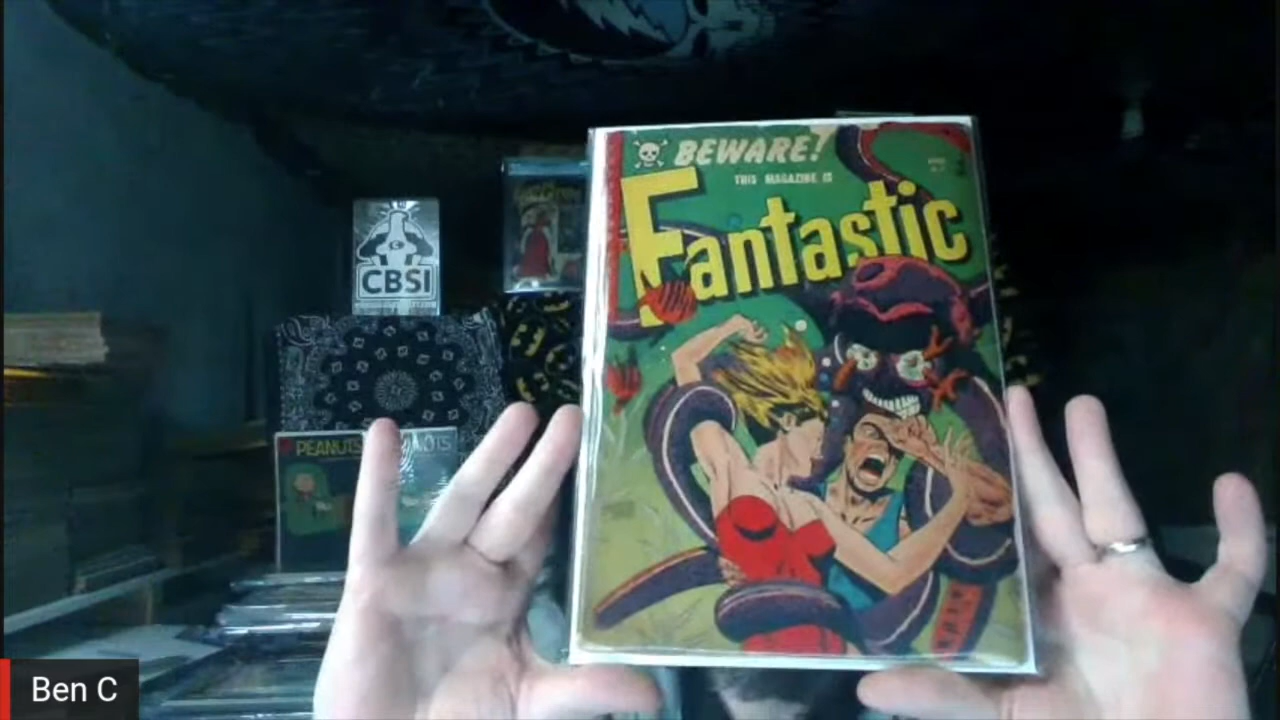 BEWARE!
THIS MAGAZINE IS
Fantastic
CBSI
PEANUTS
Ben C